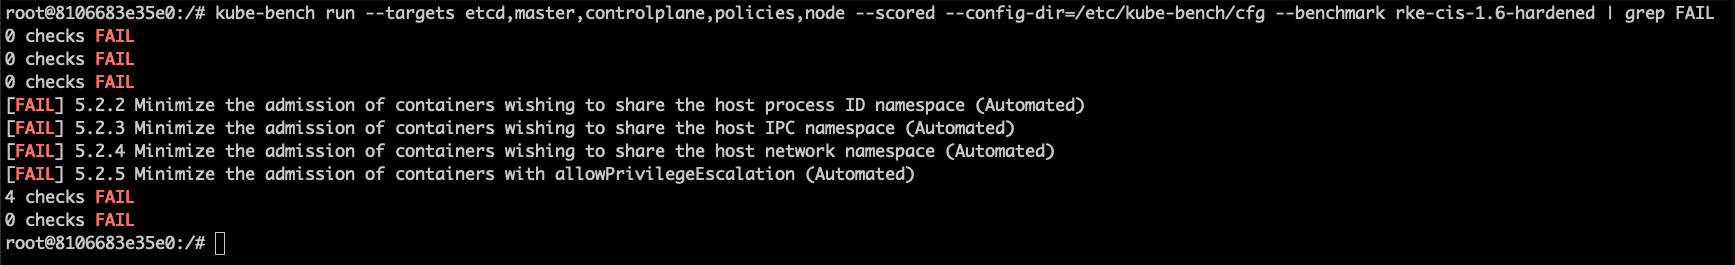 root@8106683e35e0:/# kube-bench run --targets etcd,master,controlplane,policies,node --scored --config-dir=/etc/kube-bench/cfg --benchmark rke-cis-1.6-hardened | grep FAIL
0 checks FAIL
0 checks FAIL
0 checks FAIL
[FAIL] 5.2.2 Minimize the admission of containers wishing to share the host process ID namespace (Automated)
[FAIL] 5.2.3 Minimize the admission of containers wishing to share the host IPC namespace (Automated)
[FAIL] 5.2.4 Minimize the admission of containers wishing to share the host network namespace (Automated)
[FAIL] 5.2.5 Minimize the admission of containers with allowPrivilegeEscalation (Automated)
4 checks FAIL
0 checks FAIL
root@8106683e35e0:/#